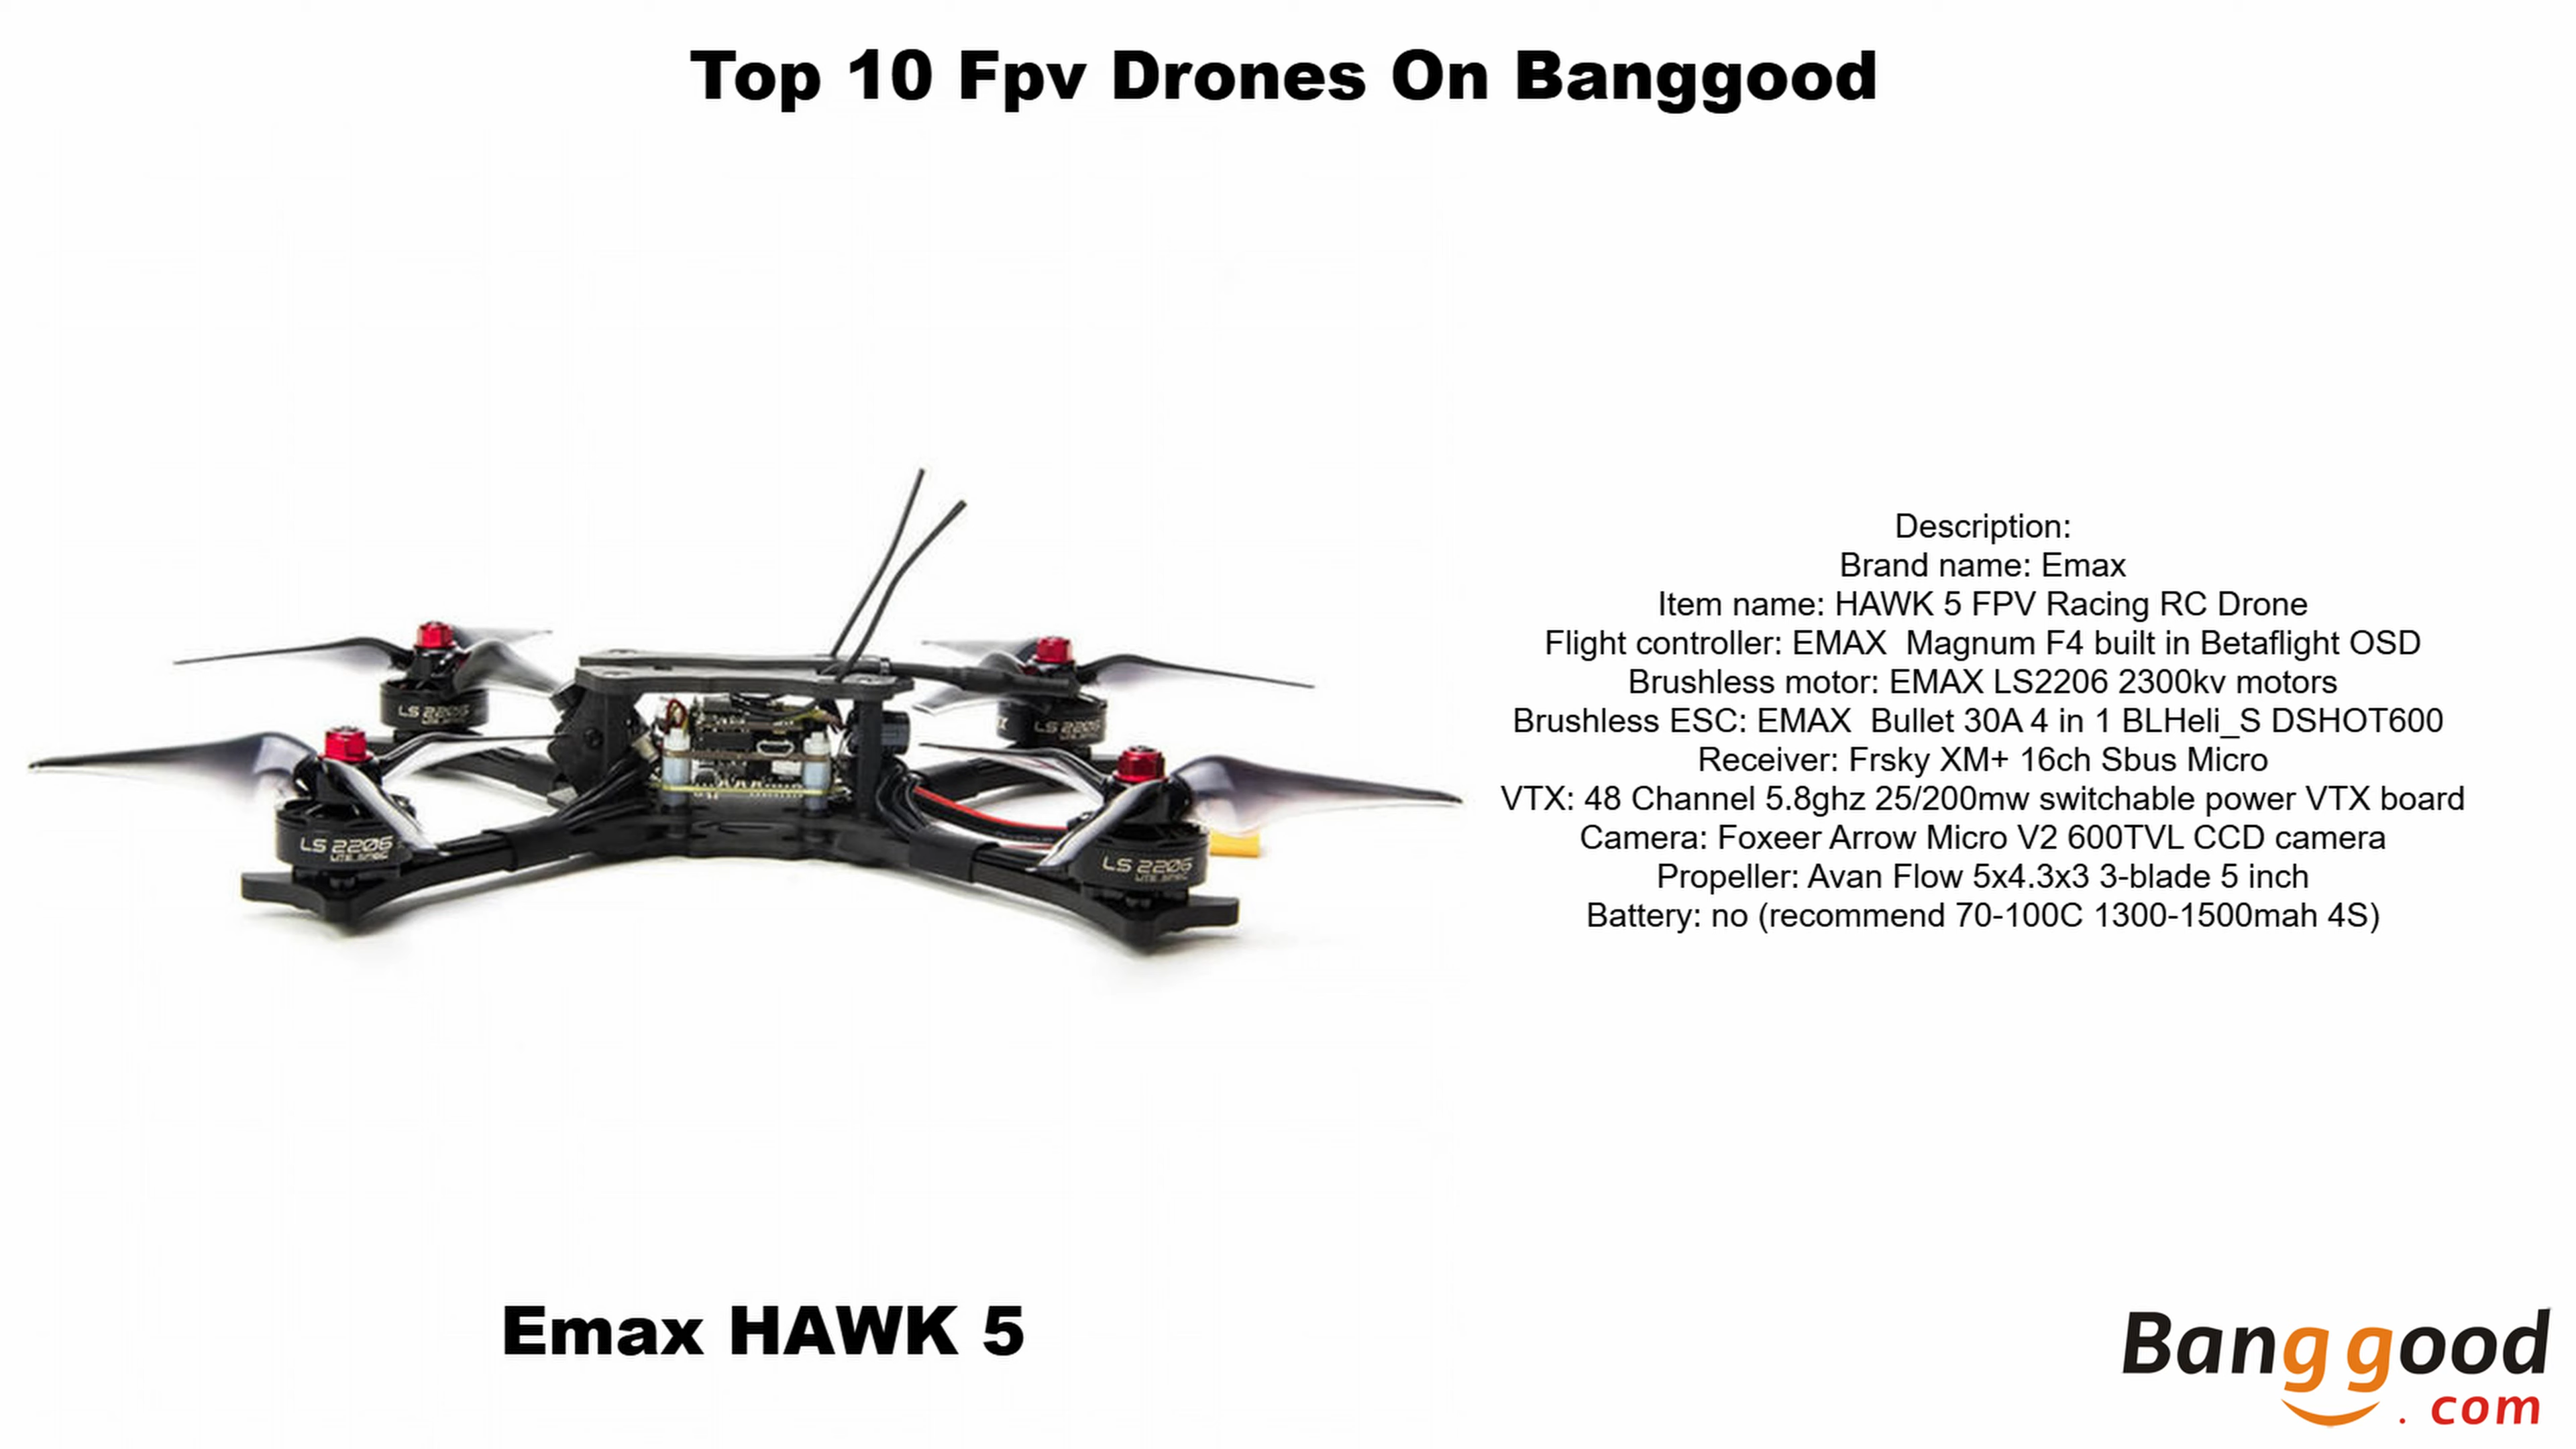 Top 10 Fpv Drones On Banggood
LS 2206
LS 2206
LS 2206
LITE SPEC
LS 2206
LITE SPEC
Description:
Brand name: Emax
Item name: HAWK 5 FPV Racing RC Drone
Flight controller: EMAX  Magnum F4 built in Betaflight OSD
Brushless motor: EMAX LS2206 2300kv motors
Brushless ESC: EMAX  Bullet 30A 4 in 1 BLHeli_S DSHOT600
Receiver: Frsky XM+ 16ch Sbus Micro
VTX: 48 Channel 5.8ghz 25/200mw switchable power VTX board
Camera: Foxeer Arrow Micro V2 600TVL CCD camera
Propeller: Avan Flow 5x4.3x3 3-blade 5 inch
Battery: no (recommend 70-100C 1300-1500mah 4S)
Emax HAWK 5
Banggood
.com